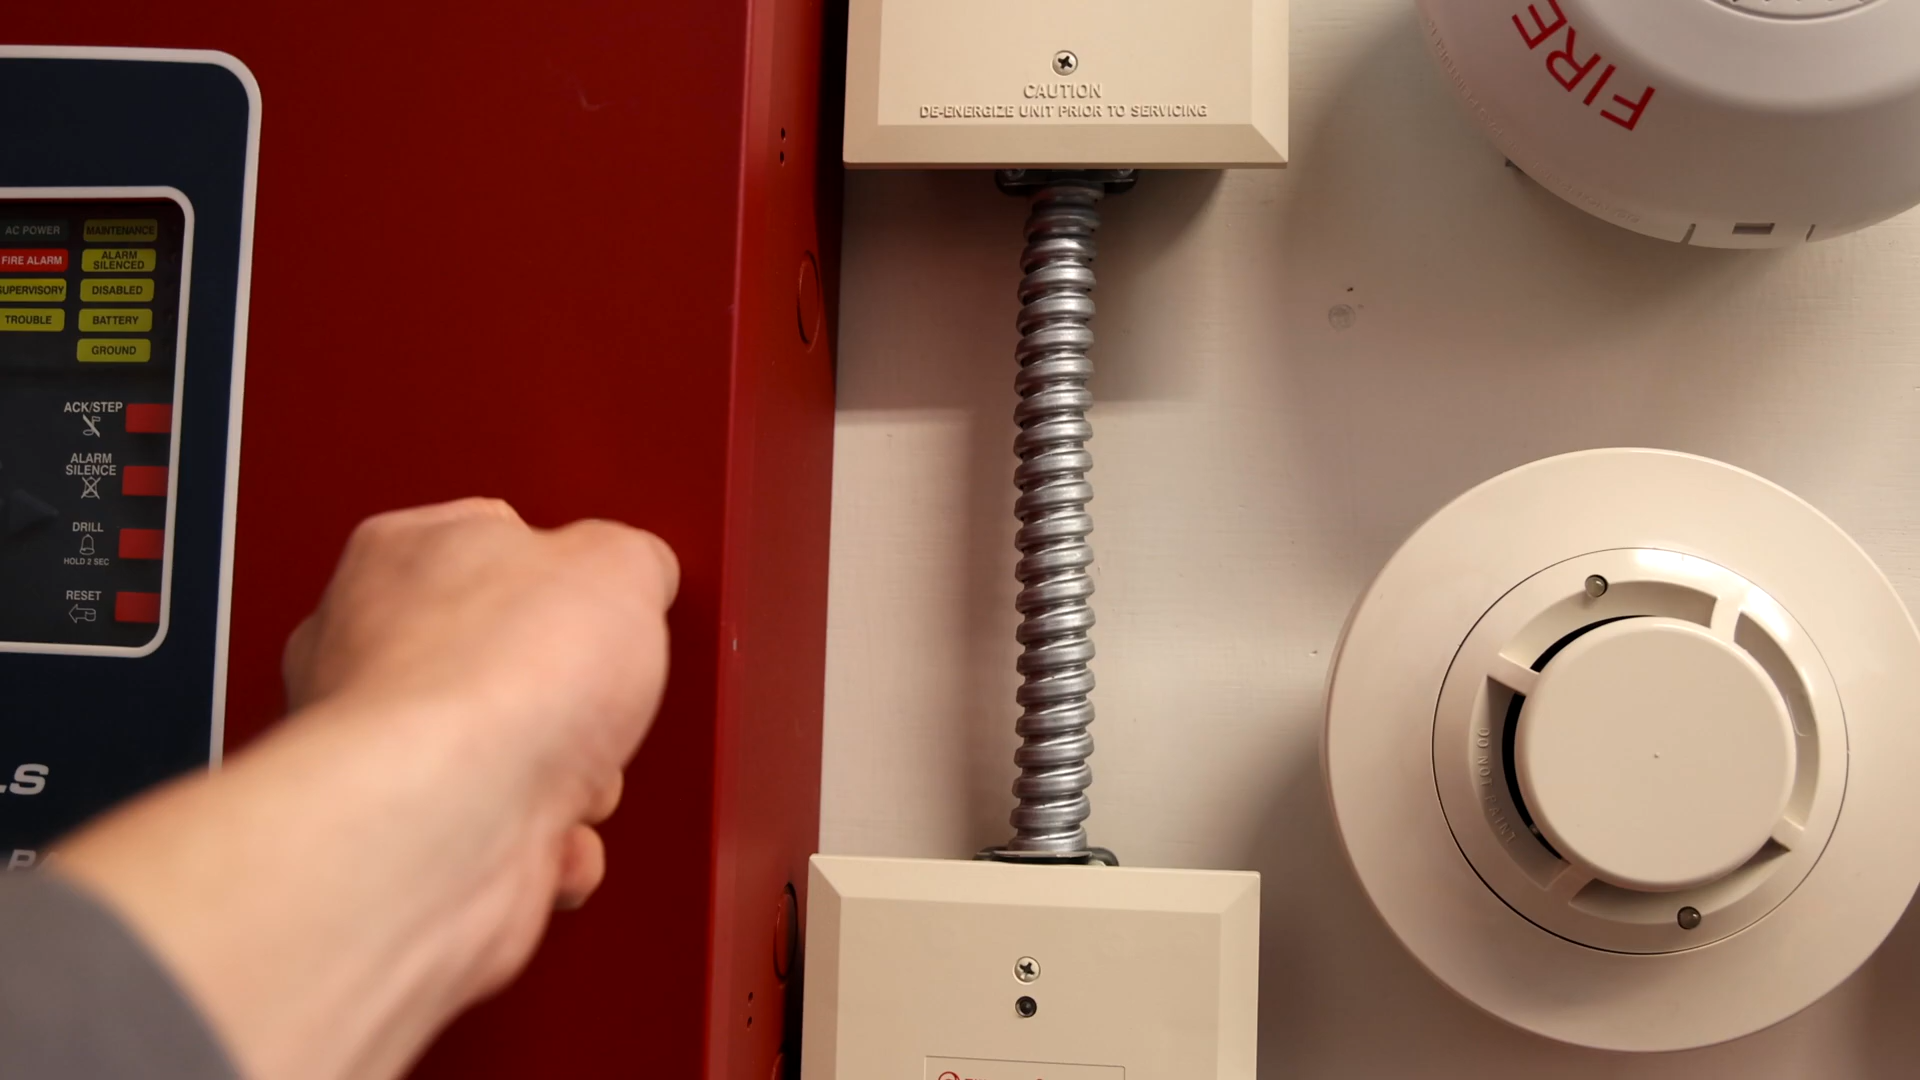 AC POWER
MAINTENANCE
FIRE ALARM
ALARM
SILENCED
SUPERVISORY
DISABLED
TROUBLE
BATTERY
GROUND
ACK/STEP
ALARM
SILENCE
DRILL
HOLD 2 SEC
RESET
LS
CAUTION
DE-ENERGIZE UNIT PRIOR TO SERVICING
FIRE
DO NOT PAINT